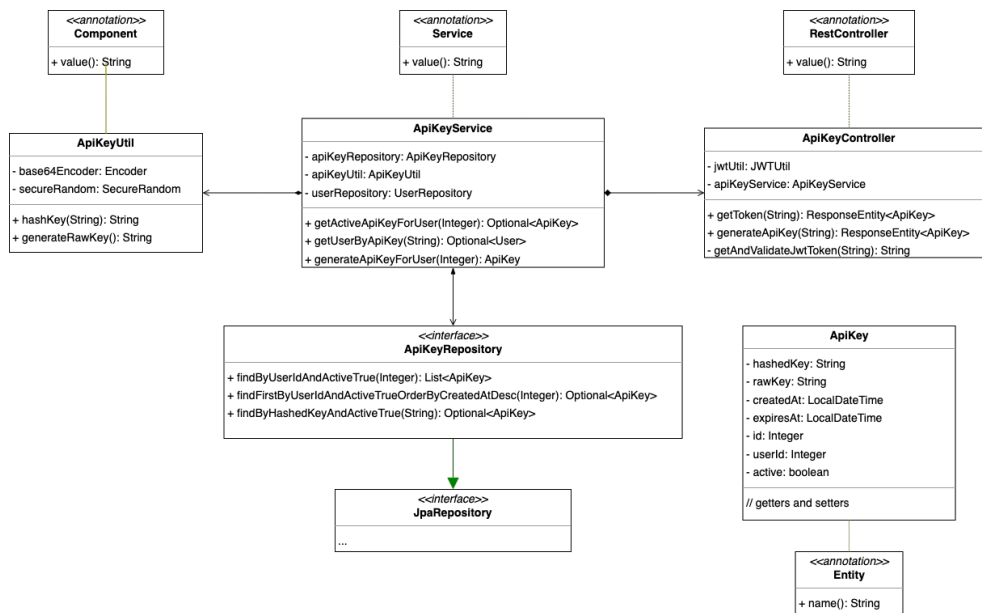 <<annotation>>
Component
+ value(): String
<<annotation>>
Service
+ value(): String
<<annotation>>
RestController
+ value(): String
ApiKeyUtil
- base64Encoder: Encoder
- secureRandom: SecureRandom
+ hashKey(String): String
+ generateRawKey(): String
ApiKeyService
- apiKeyRepository: ApiKeyRepository
- apiKeyUtil: ApiKeyUtil
- userRepository: UserRepository
+ getActiveApiKeyForUser(Integer): Optional<ApiKey>
+ getUserByApiKey(String): Optional<User>
+ generateApiKeyForUser(Integer): ApiKey
ApiKeyController
- jwtUtil: JWTUtil
- apiKeyService: ApiKeyService
+ getToken(String): ResponseEntity<ApiKey>
+ generateApiKey(String): ResponseEntity<ApiKey>
- getAndValidateJwtToken(String): String
<<interface>>
ApiKeyRepository
+ findByUserIdAndActiveTrue(Integer): List<ApiKey>
+ findFirstByUserIdAndActiveTrueOrderByCreatedAtDesc(Integer): Optional<ApiKey>
+ findByHashedKeyAndActiveTrue(String): Optional<ApiKey>
ApiKey
- hashedKey: String
- rawKey: String
- createdAt: LocalDateTime
- expiresAt: LocalDateTime
- id: Integer
- userId: Integer
- active: boolean
// getters and setters
<<interface>>
JpaRepository
...
<<annotation>>
Entity
+ name(): String